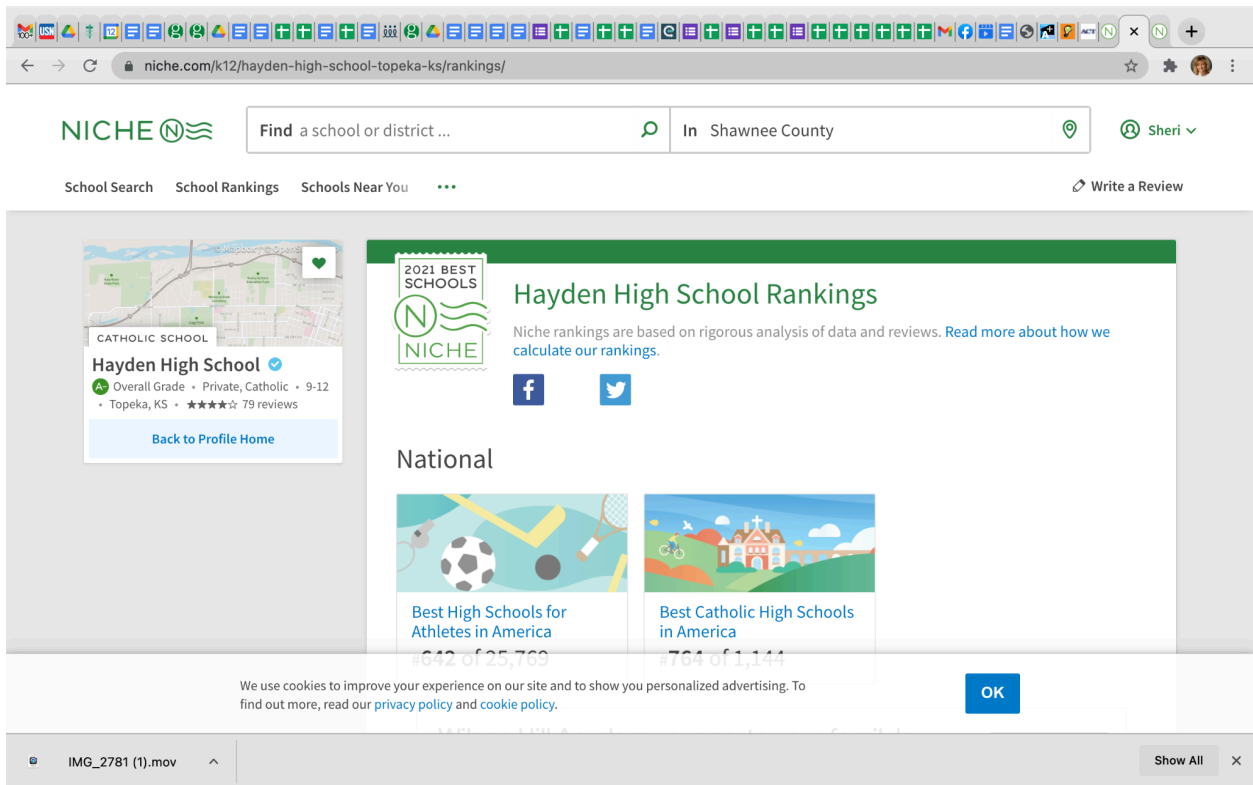 niche.com/k12/hayden-high-school-topeka-ks/rankings/
NICHE N
Find a school or district ...
In Shawnee County
Sheri
School Search School Rankings Schools Near You •••
Write a Review
CATHOLIC SCHOOL
Hayden High School
A- Overall Grade • Private, Catholic • 9-12
• Topeka, KS • ★★★★☆ 79 reviews
Back to Profile Home
2021 BEST
SCHOOLS
N
NICHE
Hayden High School Rankings
Niche rankings are based on rigorous analysis of data and reviews. Read more about how we
calculate our rankings.
National
Best High Schools for
Athletes in America
#642 of 25,769
Best Catholic High Schools
in America
#764 of 1,144
We use cookies to improve your experience on our site and to show you personalized advertising. To
find out more, read our privacy policy and cookie policy.
OK
IMG_2781 (1).mov
Show All